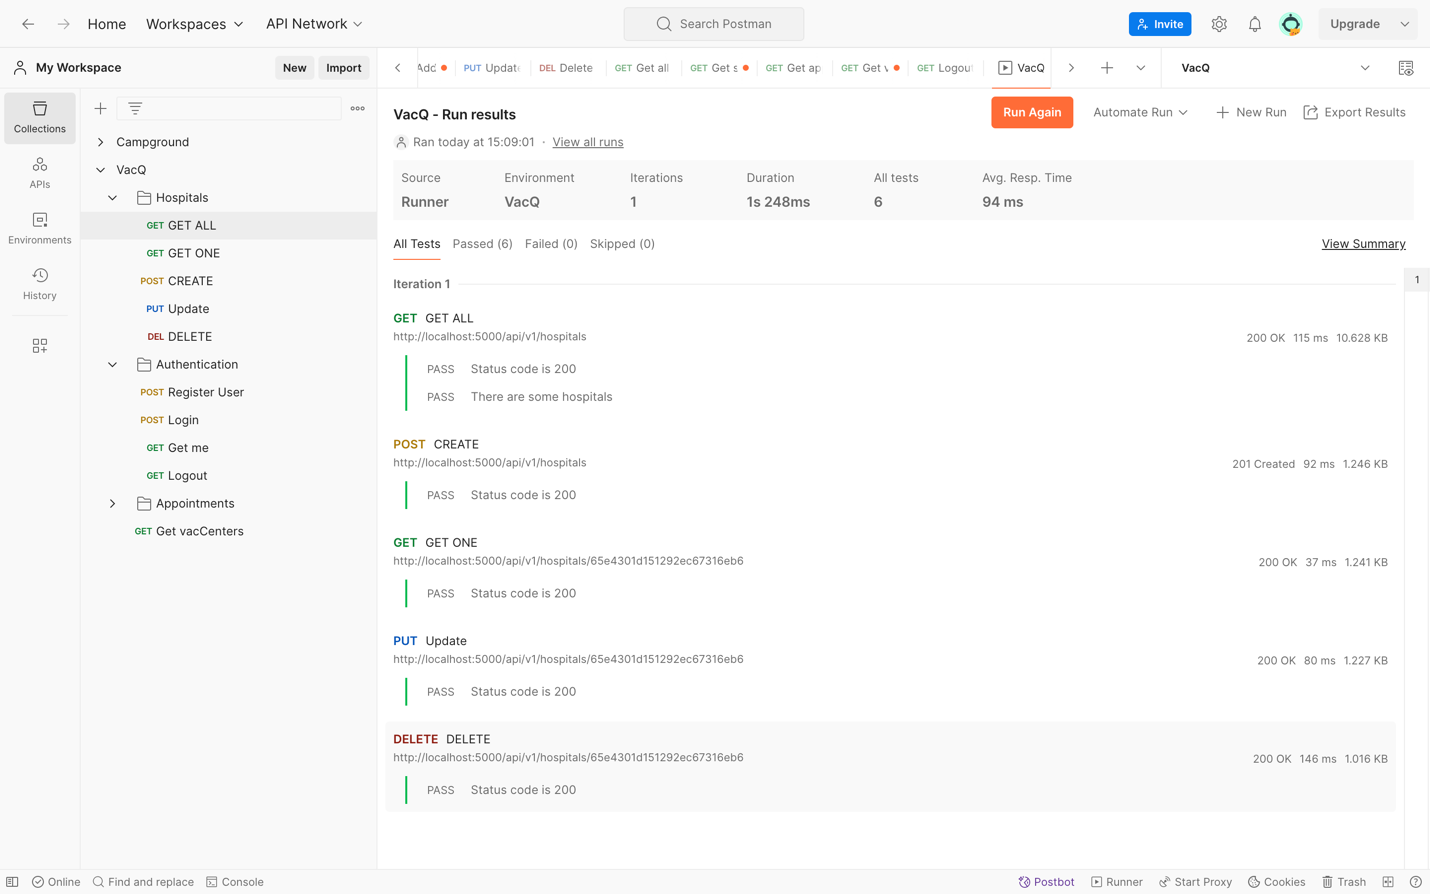 Home Workspaces API Network Search Postman Invite Upgrade
My Workspace New Import
Add PUT Update DEL Delete GET Get all GET Get s GET Get ap GET Get v GET Logout VacQ VacQ
Collections
APIs
Environments
History
Campground
VacQ
Hospitals
GET GET ALL
GET GET ONE
POST CREATE
PUT Update
DEL DELETE
Authentication
POST Register User
POST Login
GET Get me
GET Logout
Appointments
GET Get vacCenters
VacQ - Run results
Run Again Automate Run New Run Export Results
Ran today at 15:09:01 · View all runs
Source Environment Iterations Duration All tests Avg. Resp. Time
Runner VacQ 1 1s 248ms 6 94 ms
All Tests Passed (6) Failed (0) Skipped (0) View Summary
Iteration 1
1
GET GET ALL
http://localhost:5000/api/v1/hospitals
200 OK 115 ms 10.628 KB
PASS Status code is 200
PASS There are some hospitals
POST CREATE
http://localhost:5000/api/v1/hospitals
201 Created 92 ms 1.246 KB
PASS Status code is 200
GET GET ONE
http://localhost:5000/api/v1/hospitals/65e4301d151292ec67316eb6
200 OK 37 ms 1.241 KB
PASS Status code is 200
PUT Update
http://localhost:5000/api/v1/hospitals/65e4301d151292ec67316eb6
200 OK 80 ms 1.227 KB
PASS Status code is 200
DELETE DELETE
http://localhost:5000/api/v1/hospitals/65e4301d151292ec67316eb6
200 OK 146 ms 1.016 KB
PASS Status code is 200
Online Find and replace Console Postbot Runner Start Proxy Cookies Trash